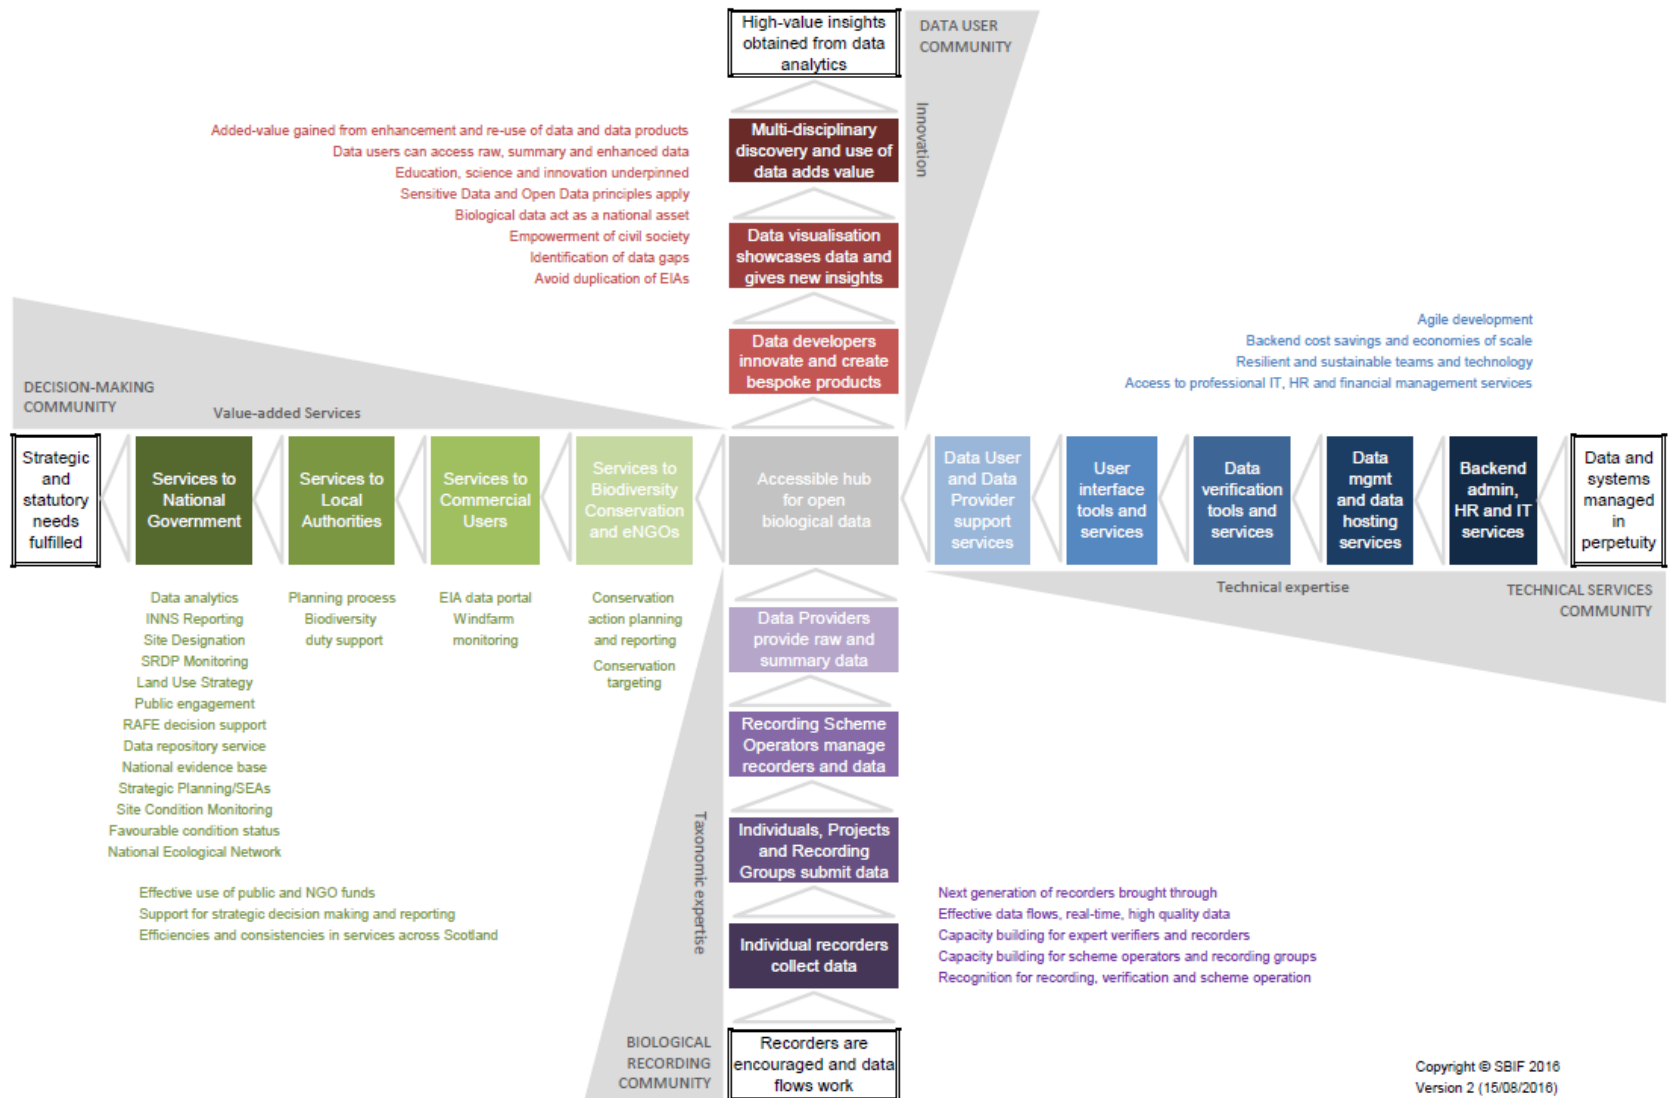 High-value insights
obtained from data
analytics
DATA USER
COMMUNITY
Innovation
Added-value gained from enhancement and re-use of data and data products
Data users can access raw, summary and enhanced data
Education, science and innovation underpinned
Sensitive Data and Open Data principles apply
Biological data act as a national asset
Empowerment of civil society
Identification of data gaps
Avoid duplication of EIAs
Multi-disciplinary
discovery and use of
data adds value
Data visualisation
showcases data and
gives new insights
Data developers
innovate and create
bespoke products
Agile development
Backend cost savings and economies of scale
Resilient and sustainable teams and technology
Access to professional IT, HR and financial management services
DECISION-MAKING
COMMUNITY
Value-added Services
Strategic
and
statutory
needs
fulfilled
Services to
National
Government
Services to
Local
Authorities
Services to
Commercial
Users
Services to
Biodiversity
Conservation
and eNGOs
Accessible hub
for open
biological data
Data User
and Data
Provider
support
services
User
interface
tools and
services
Data
verification
tools and
services
Data
mgmt
and data
hosting
services
Backend
admin,
HR and IT
services
Data and
systems
managed
in
perpetuity
Technical expertise
TECHNICAL SERVICES
COMMUNITY
Data analytics
INNS Reporting
Site Designation
SRDP Monitoring
Land Use Strategy
Public engagement
RAFE decision support
Data repository service
National evidence base
Strategic Planning/SEAs
Site Condition Monitoring
Favourable condition status
National Ecological Network
Planning process
Biodiversity
duty support
EIA data portal
Windfarm
monitoring
Conservation
action planning
and reporting
Conservation
targeting
Effective use of public and NGO funds
Support for strategic decision making and reporting
Efficiencies and consistencies in services across Scotland
Data Providers
provide raw and
summary data
Recording Scheme
Operators manage
recorders and data
Individuals, Projects
and Recording
Groups submit data
Individual recorders
collect data
Taxonomic expertise
BIOLOGICAL
RECORDING
COMMUNITY
Recorders are
encouraged and data
flows work
Next generation of recorders brought through
Effective data flows, real-time, high quality data
Capacity building for expert verifiers and recorders
Capacity building for scheme operators and recording groups
Recognition for recording, verification and scheme operation
Copyright © SBIF 2016
Version 2 (15/08/2016)